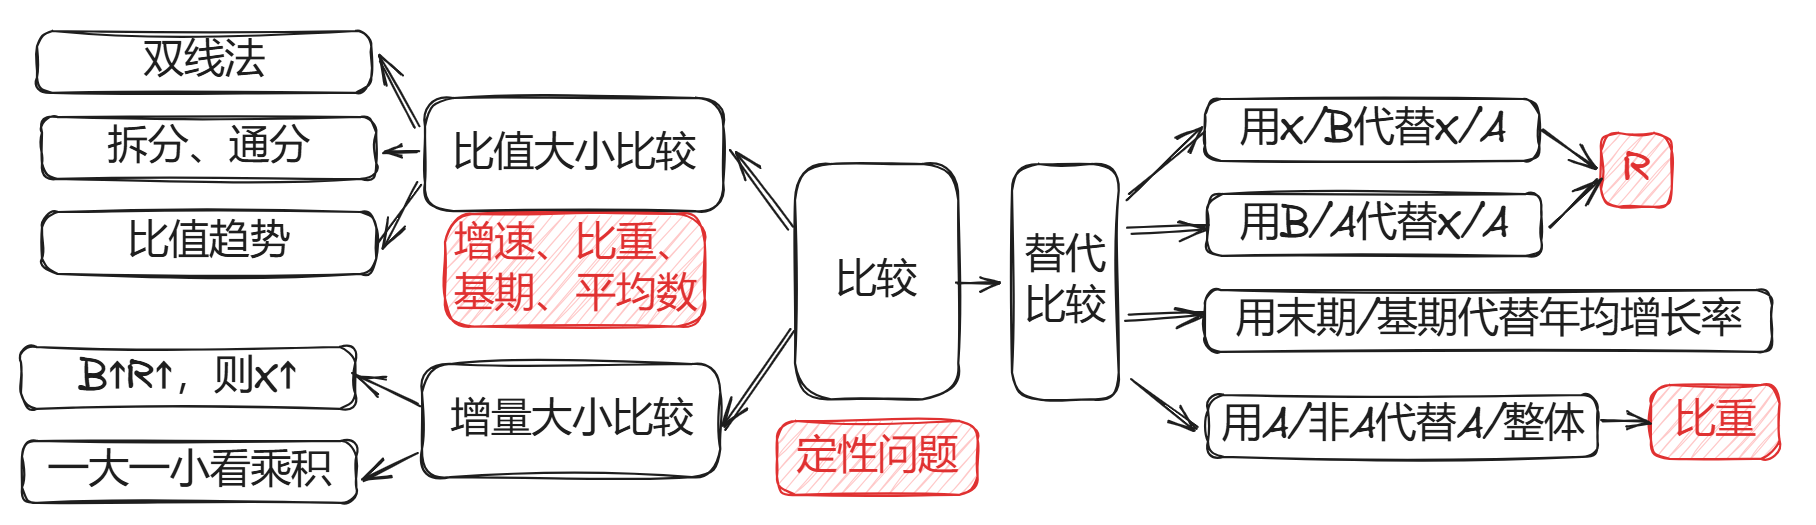 双线法
拆分、通分
比值趋势
比值大小比较
增速、比重、
基期、平均数
B↑R↑，则x↑
一大一小看乘积
增量大小比较
比较
定性问题
替代
比较
用x/B代替x/A
用B/A代替x/A
R
用末期/基期代替年均增长率
用A/非A代替A/整体
比重